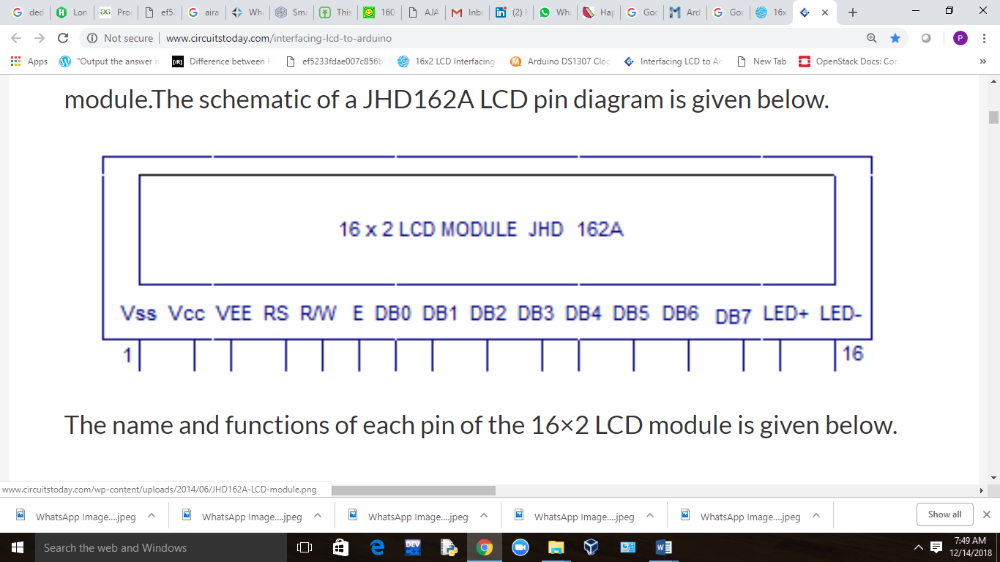 ded
Lon
Pro
ef5
aira
Wh
Sma
This
160
AJA
Inb
(2)
Wh
Hap
Goo
Ard
Goo
16x
Not secure | www.circuitstoday.com/interfacing-lcd-to-arduino
P
Apps "Output the answer Difference between ef5233fdae007c856b 16x2 LCD Interfacing Arduino DS1307 Cloc Interfacing LCD to Ar New Tab OpenStack Docs: Con »
module.The schematic of a JHD162A LCD pin diagram is given below.
16 x 2 LCD MODULE JHD 162A
Vss Vcc VEE RS R/W E DB0 DB1 DB2 DB3 DB4 DB5 DB6 DB7 LED+ LED-
1 16
The name and functions of each pin of the 16×2 LCD module is given below.
www.circuitstoday.com/wp-content/uploads/2014/06/JHD162A-LCD-module.png
WhatsApp Image....jpeg WhatsApp Image....jpeg WhatsApp Image....jpeg WhatsApp Image....jpeg WhatsApp Image....jpeg Show all
Search the web and Windows
DEV
7:49 AM
12/14/2018